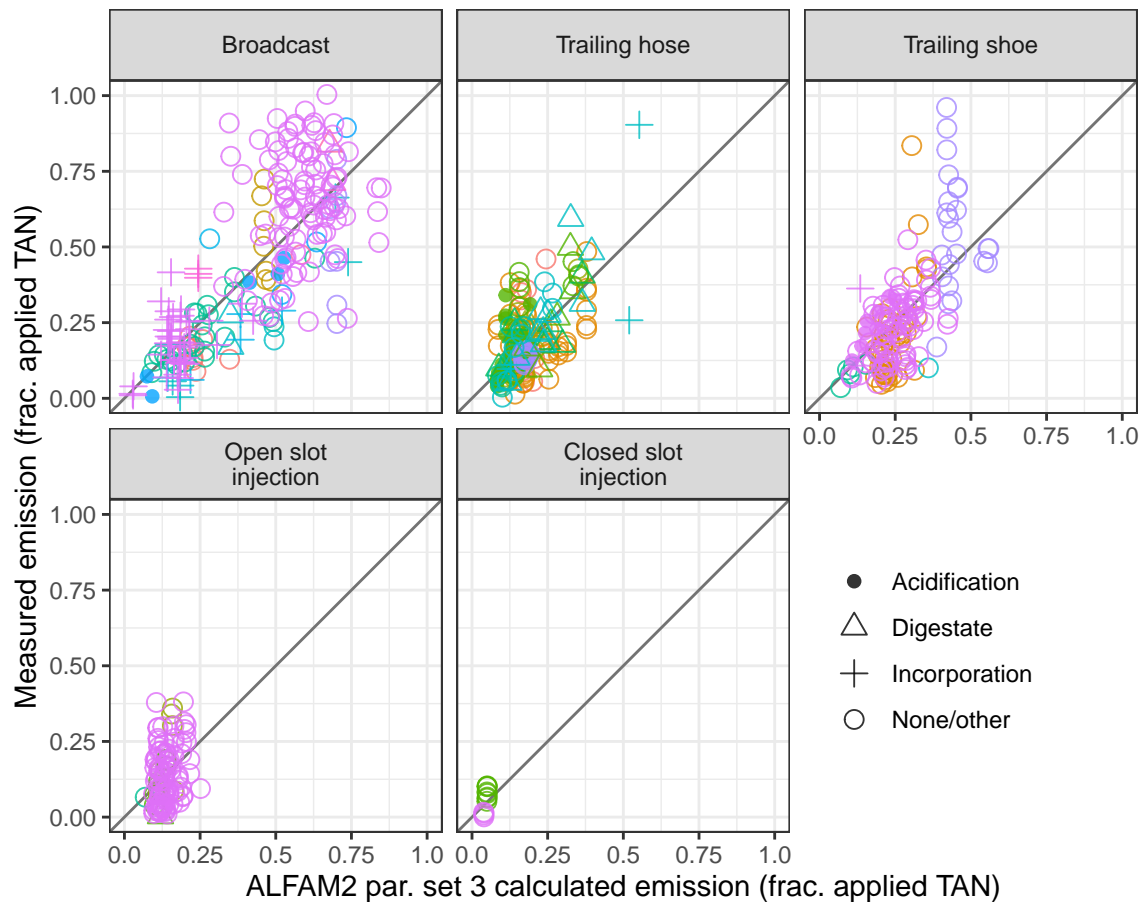 Broadcast
Trailing hose
Trailing shoe
1.00
0.75
0.50
0.25
0.00
0.0 0.25 0.5 0.75 1.0
Open slot
injection
Closed slot
injection
1.00
0.75
0.50
0.25
0.00
0.0 0.25 0.5 0.75 1.0
0.0 0.25 0.5 0.75 1.0
Measured emission (frac. applied TAN)
ALFAM2 par. set 3 calculated emission (frac. applied TAN)
Acidification
Digestate
Incorporation
None/other